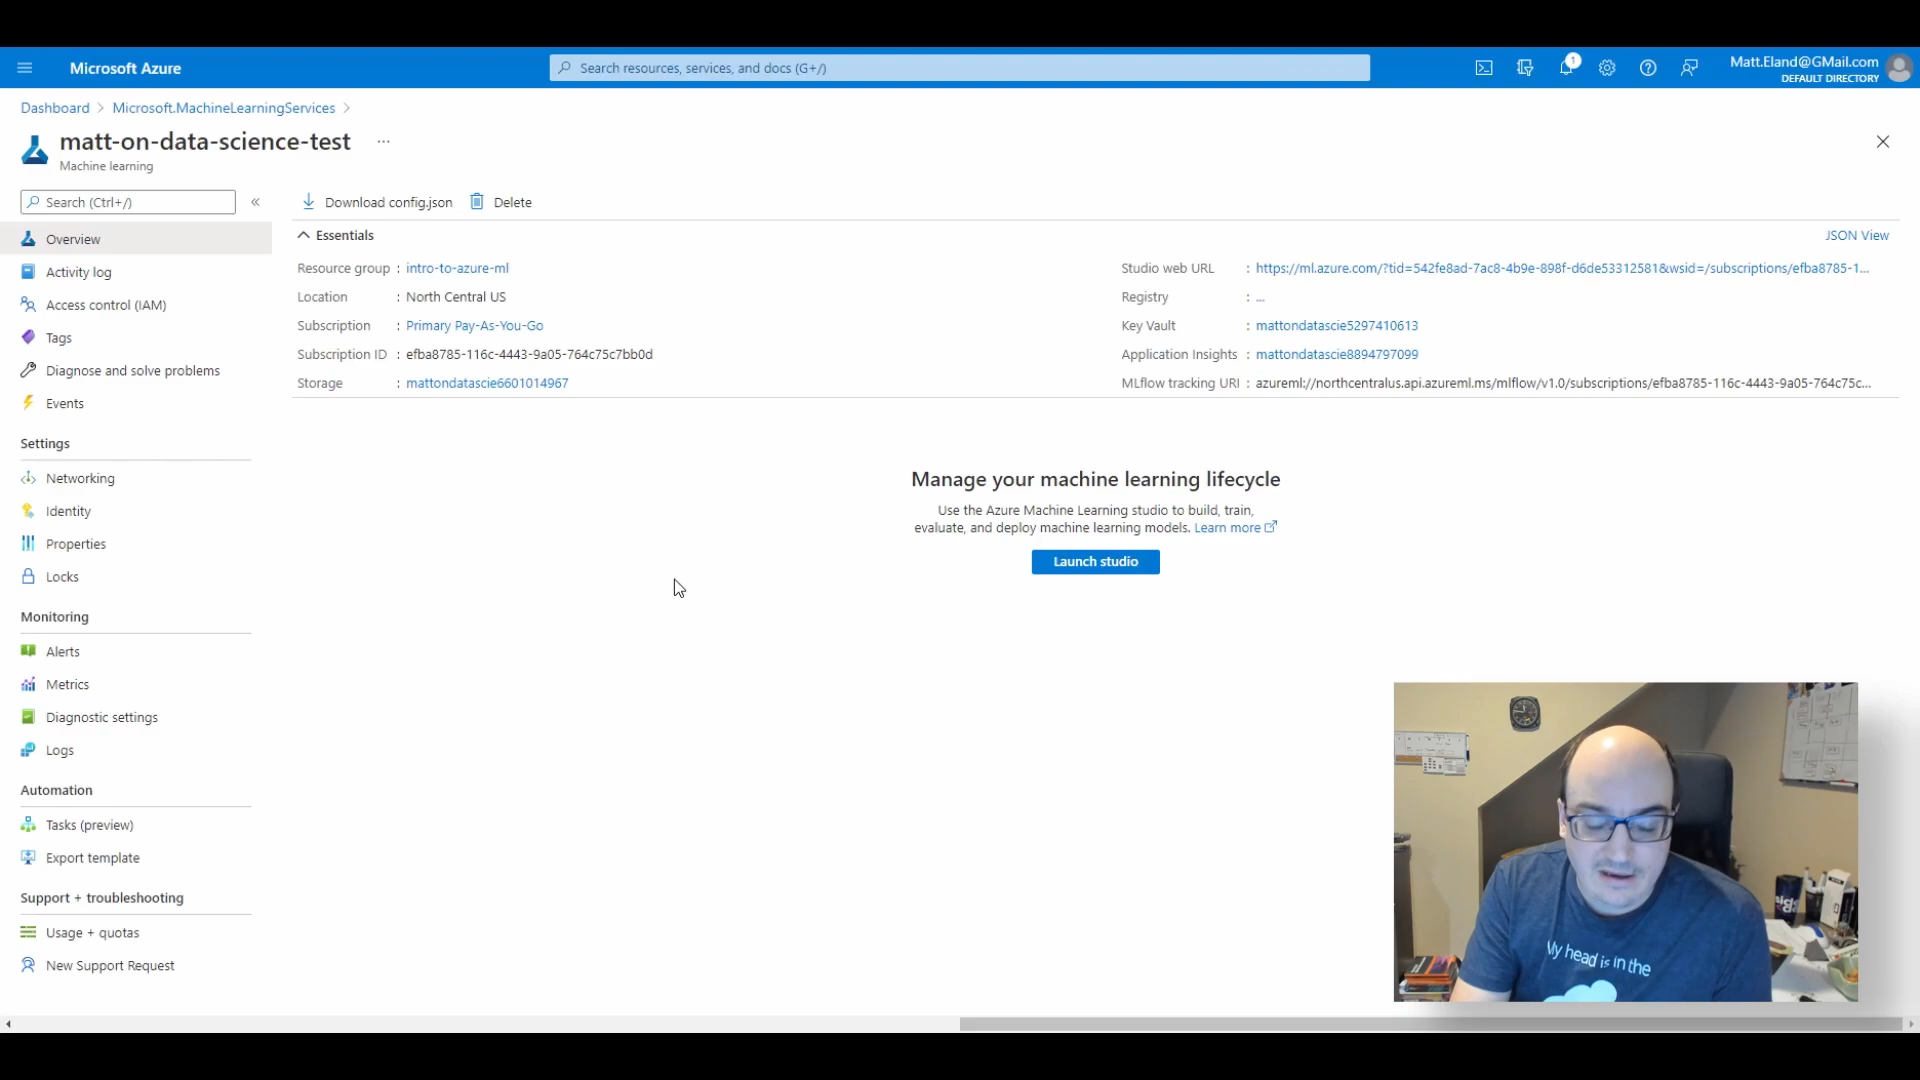 Microsoft Azure
Search resources, services, and docs (G+/)
1
Matt.Eland@GMail.com
DEFAULT DIRECTORY
Dashboard > Microsoft.MachineLearningServices >
matt-on-data-science-test ...
Machine learning
Search (Ctrl+/)
«
Download config.json
Delete
Overview
Activity log
Access control (IAM)
Tags
Diagnose and solve problems
Events
Settings
Networking
Identity
Properties
Locks
Monitoring
Alerts
Metrics
Diagnostic settings
Logs
Automation
Tasks (preview)
Export template
Support + troubleshooting
Usage + quotas
New Support Request
Essentials
JSON View
Resource group : intro-to-azure-ml
Location : North Central US
Subscription : Primary Pay-As-You-Go
Subscription ID : efba8785-116c-4443-9a05-764c75c7bb0d
Storage : mattondatascie6601014967
Studio web URL : https://ml.azure.com/?tid=542fe8ad-7ac8-4b9e-898f-d6de53312581&wsid=/subscriptions/efba8785-1...
Registry : ...
Key Vault : mattondatascie5297410613
Application Insights : mattondatascie8894797099
MLflow tracking URI : azureml://northcentralus.api.azureml.ms/mlflow/v1.0/subscriptions/efba8785-116c-4443-9a05-764c75c...
Manage your machine learning lifecycle
Use the Azure Machine Learning studio to build, train,
evaluate, and deploy machine learning models. Learn more
Launch studio
My head is in the